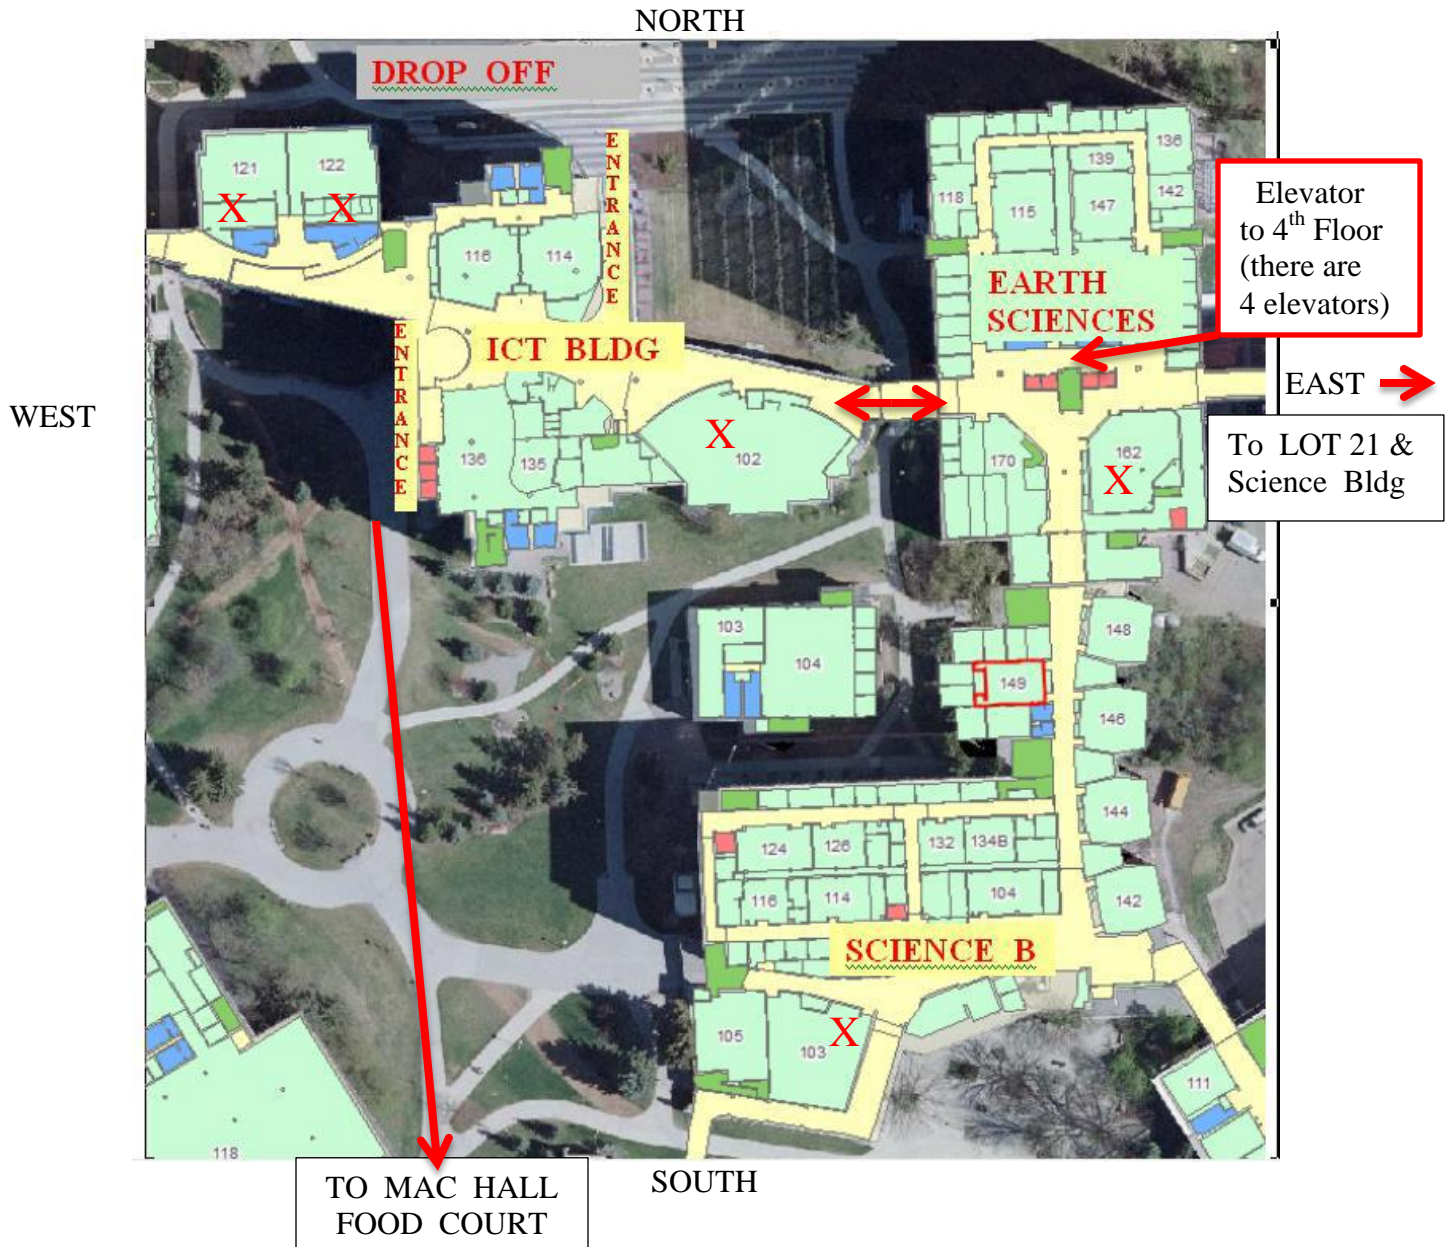 NORTH
DROP OFF
ENTRANCE
121
122
X
X
116
114
136
139
118
142
115
147
EARTH
SCIENCES
Elevator
to 4th Floor
(there are
4 elevators)
ENTRANCE
ICT BLDG
WEST
EAST
To LOT 21 &
Science Bldg
X
102
136
135
170
162
X
103
104
148
149
146
144
124
126
132
134B
116
114
104
142
SCIENCE B
105
103
X
111
118
TO MAC HALL
FOOD COURT
SOUTH